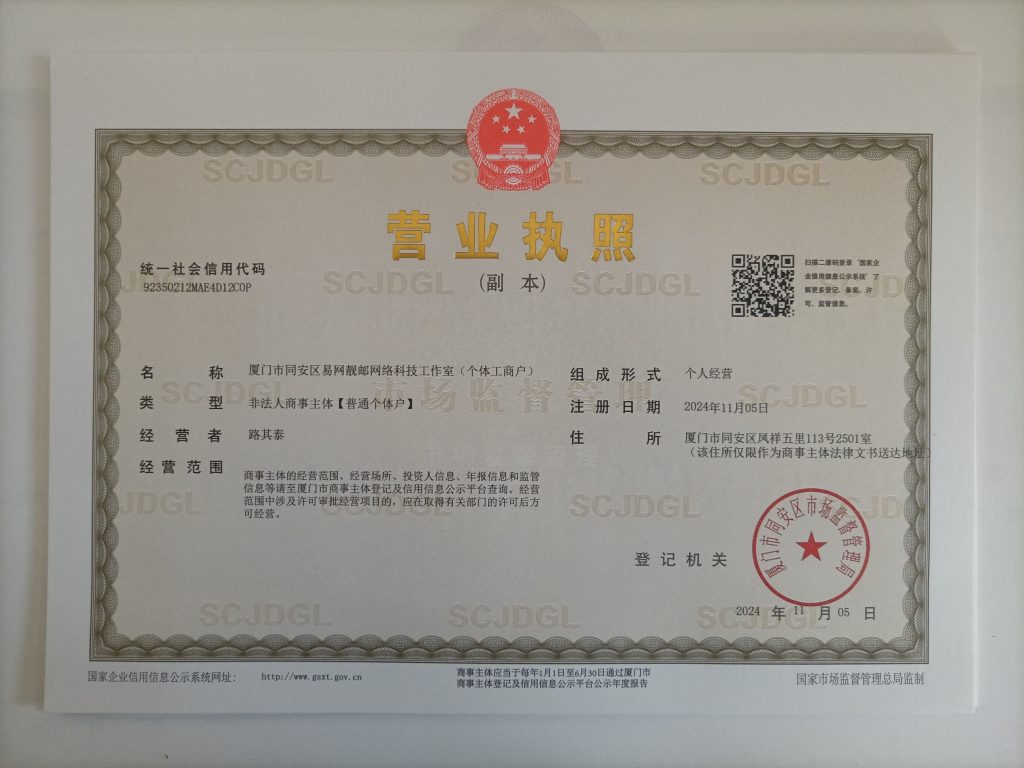 营业执照
(副 本)
统一社会信用代码
92350212MAE4D12C0P
扫描二维码登录"国家企
业信用信息公示系统"了
解更多登记、备案、许
可、监管信息。
名 称 厦门市同安区易网靓邮网络科技工作室（个体工商户）
类 型 非法人商事主体【普通个体户】
经 营 者 路其泰
经 营 范 围 商事主体的经营范围、经营场所、投资人信息、年报信息和监管
信息等请至厦门市商事主体登记及信用信息公示平台查询。经营
范围中涉及许可审批经营项目的，应在取得有关部门的许可后方
可经营。
组 成 形 式 个人经营
注 册 日 期 2024年11月05日
住 所 厦门市同安区凤祥五里113号2501室
（该住所仅限作为商事主体法律文书送达地址）
登 记 机 关
厦门市同安区市场监督管理局
2024 年 11 月 05 日
SCJDGL
市场监督管理
国家企业信用信息公示系统网址： http://www.gsxt.gov.cn
商事主体应当于每年1月1日至6月30日通过厦门市
商事主体登记及信用信息公示平台公示年度报告
国家市场监督管理总局监制